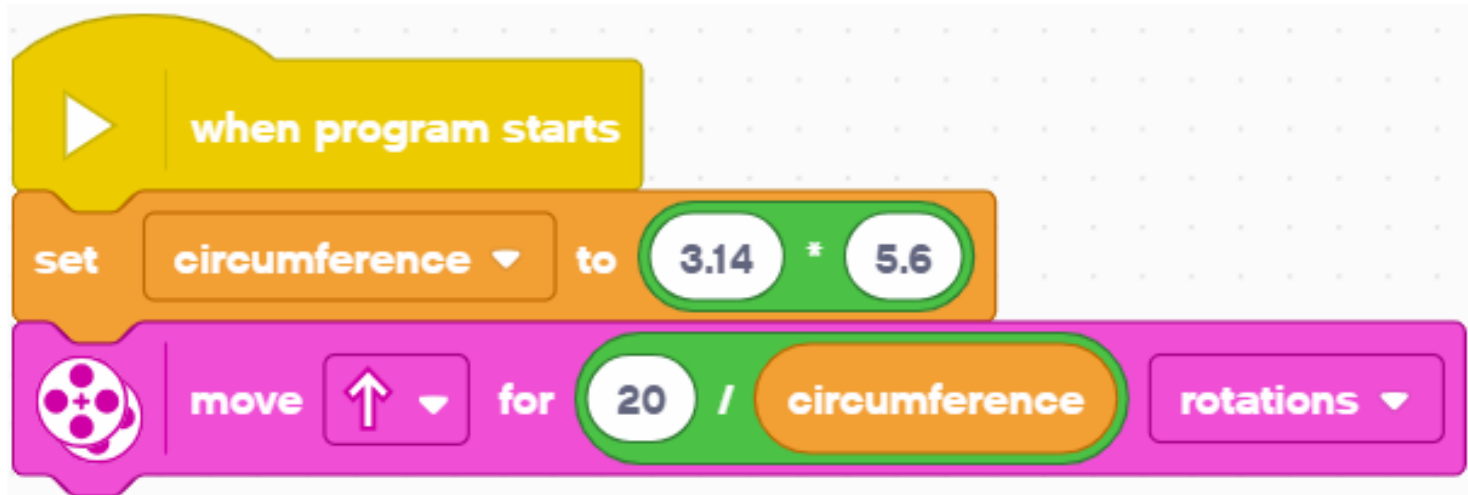 when program starts
set circumference to 3.14 * 5.6
move for 20 / circumference rotations